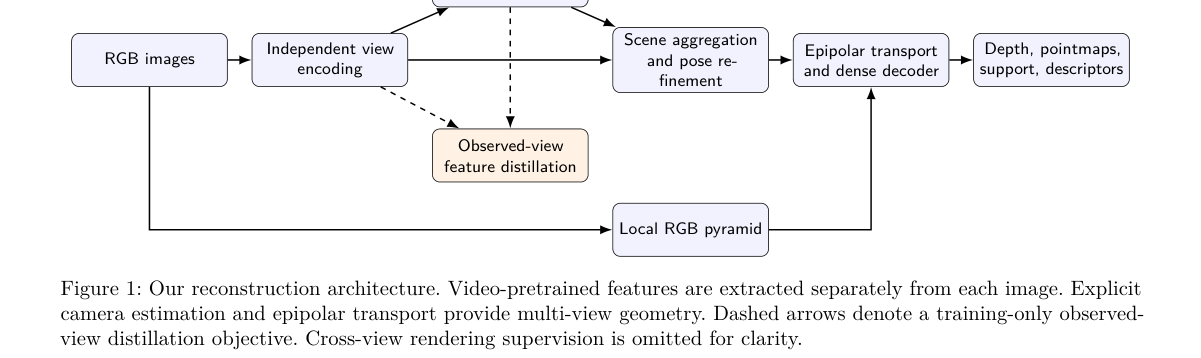 RGB images
Independent view
encoding
Scene aggregation
and pose re-
finement
Epipolar transport
and dense decoder
Depth, pointmaps,
support, descriptors
Observed-view
feature distillation
Local RGB pyramid
Figure 1: Our reconstruction architecture. Video-pretrained features are extracted separately from each image. Explicit
camera estimation and epipolar transport provide multi-view geometry. Dashed arrows denote a training-only observed-
view distillation objective. Cross-view rendering supervision is omitted for clarity.